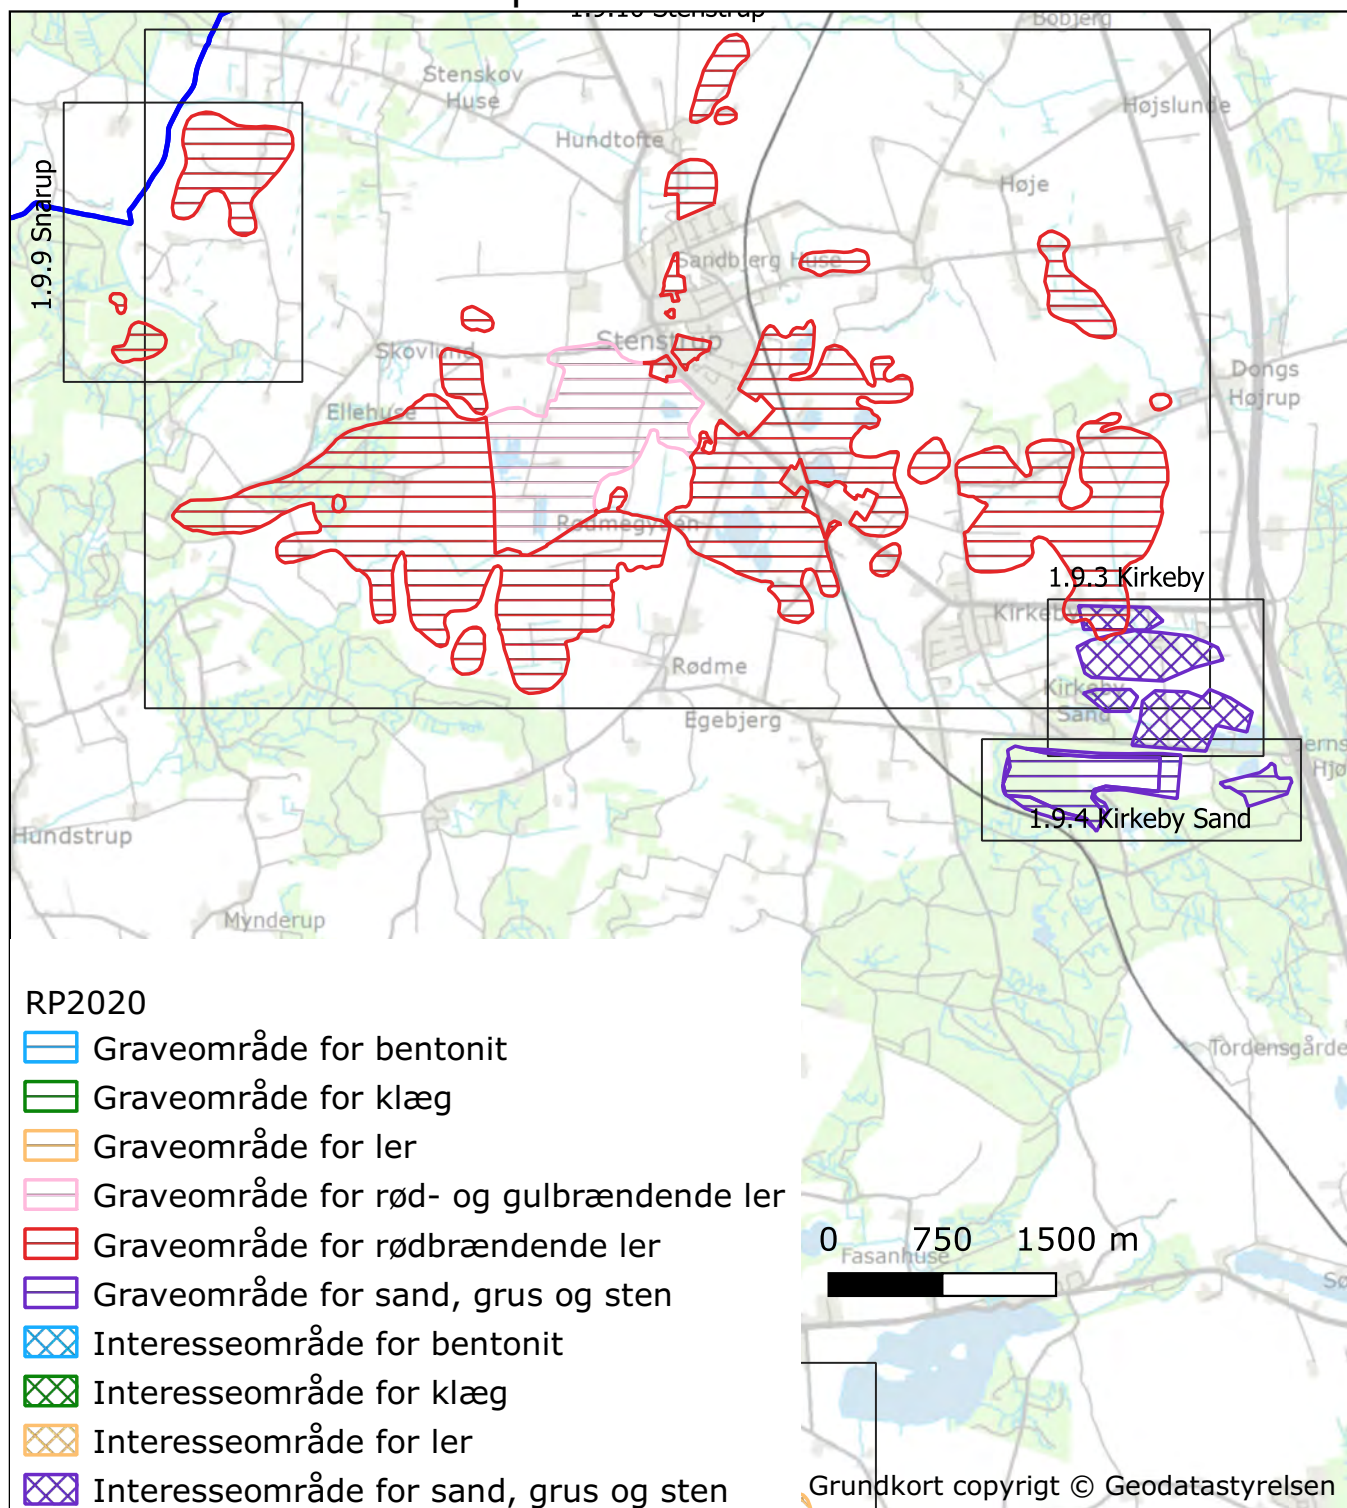 1.9.10 Stenstrup
Bobjerg
Stenskov
Huse
Højslunde
Hundtofte
Høje
1.9.9 Snarup
Sandbjerg Huse
Stenstrup
Skovlund
Dongs
Højrup
Ellehuse
Rødmegyden
1.9.3 Kirkeby
Kirkeby
Rødme
Kirkeby
Sand
Egebjerg
1.9.4 Kirkeby Sand
Hundstrup
Mynderup
RP2020
Graveområde for bentonit
Graveområde for klæg
Graveområde for ler
Graveområde for rød- og gulbrændende ler
Graveområde for rødbrændende ler
Graveområde for sand, grus og sten
Interesseområde for bentonit
Interesseområde for klæg
Interesseområde for ler
Interesseområde for sand, grus og sten
Tordensgårde
0 750 1500 m
Fasanhuse
Grundkort copyrigt © Geodatastyrelsen